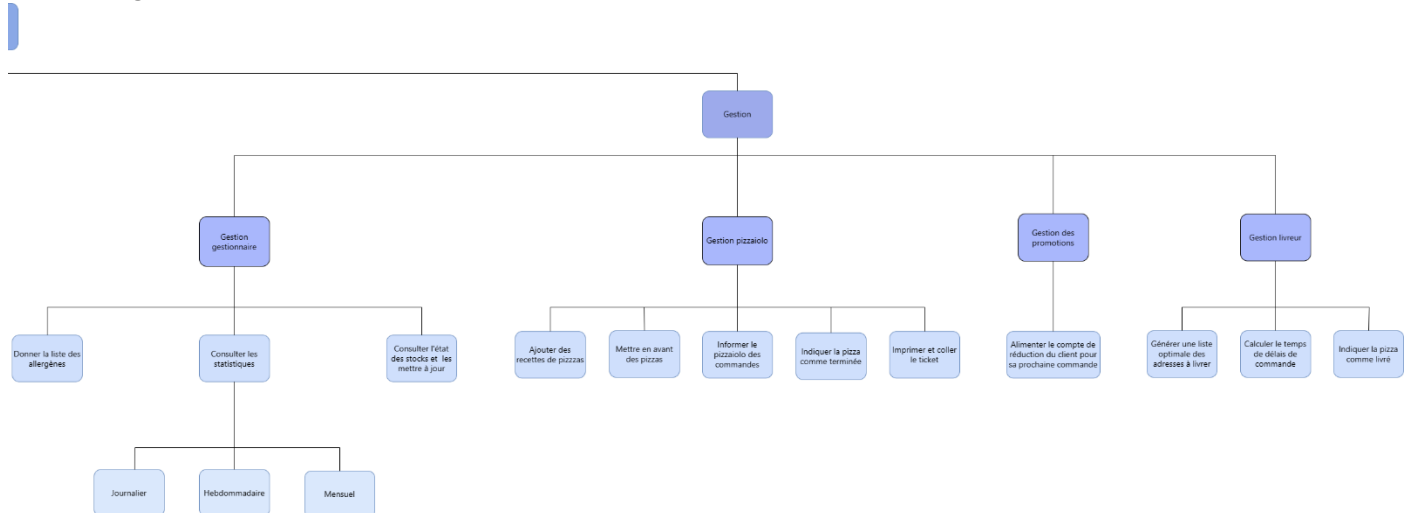 Gestion
Gestion
gestionnaire
Gestion pizzaiolo
Gestion des
promotions
Gestion livreur
Donner la liste des
allergènes
Consulter les
statistiques
Consulter l'état
des stocks et les
mettre à jour
Ajouter des
recettes de pizzzas
Mettre en avant
des pizzas
Informer le
pizzaiolo des
commandes
Indiquer la pizza
comme terminée
Imprimer et coller
le ticket
Alimenter le compte de
réduction du client pour
sa prochaine commande
Générer une liste
optimale des
adresses à livrer
Calculer le temps
de délais de
commande
Indiquer la pizza
comme livré
Journalier
Hebdommadaire
Mensuel